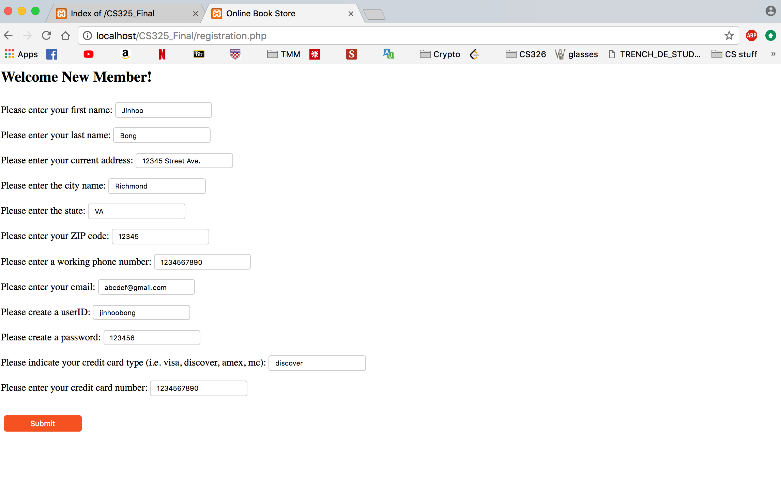 Index of /CS325_Final
Online Book Store
localhost/CS325_Final/registration.php
Apps
TMM
Crypto
CS326
glasses
TRENCH_DE_STUD...
CS stuff
»
Welcome New Member!
Please enter your first name: Jinhoo
Please enter your last name: Bong
Please enter your current address: 12345 Street Ave.
Please enter the city name: Richmond
Please enter the state: VA
Please enter your ZIP code: 12345
Please enter a working phone number: 1234567890
Please enter your email: abcdef@gmail.com
Please create a userID: jinhoobong
Please create a password: 123456
Please indicate your credit card type (i.e. visa, discover, amex, mc): discover
Please enter your credit card number: 1234567890
Submit